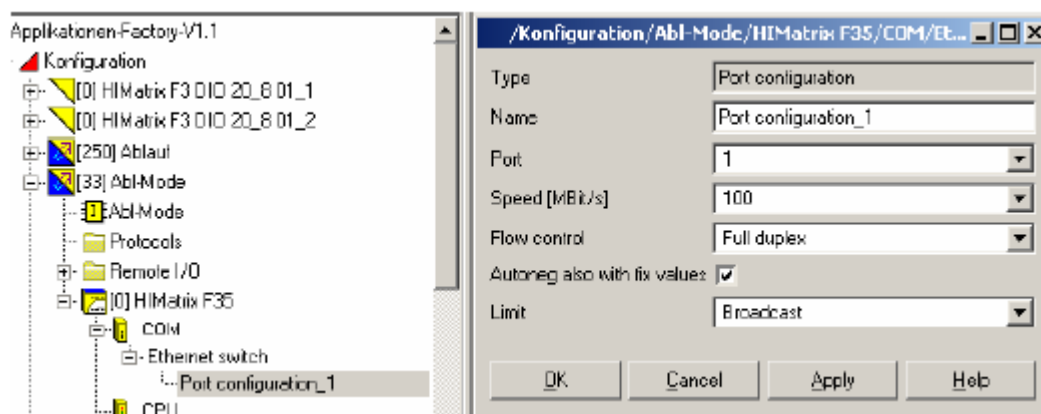 Applikationen-Factory-V1.1
Konfiguration
[0] HIMatrix F3 DIO 20_8 01_1
[0] HIMatrix F3 DIO 20_8 01_2
[250] Ablauf
[33] Abl-Mode
Abl-Mode
Protocols
Remote I/O
[0] HIMatrix F35
COM
Ethernet switch
Port configuration_1
CPU
/Konfiguration/Abl-Mode/HIMatrix F35/COM/Et...
Type Port configuration
Name Port configuration_1
Port 1
Speed [MBit/s] 100
Flow control Full duplex
Autoneg also with fix values
Limit Broadcast
OK Cancel Apply Help